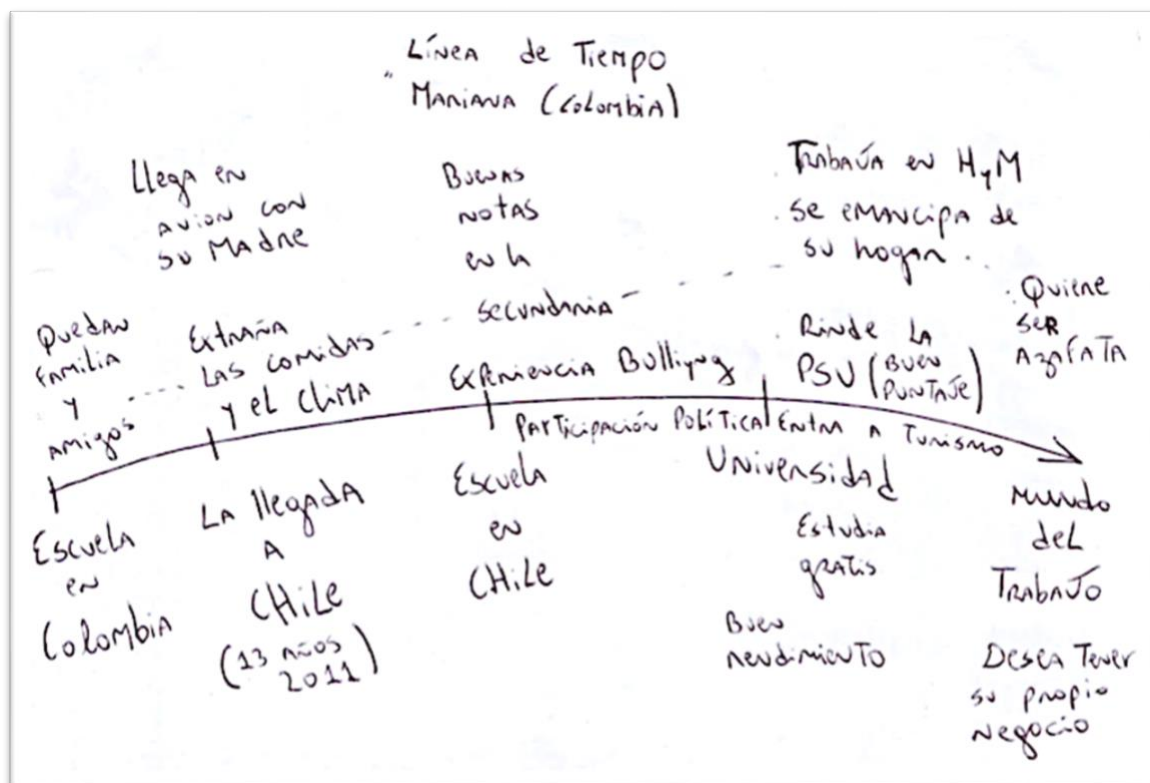 Línea de Tiempo
Mariana (Colombia)
Llega en
avion con
su Madre
Buenas
notas
en la
secundaria
Trabaja en HyM
se emancipa de
su hogar.
Quedan
familia
y
amigos
Extraña
las comidas
y el clima
Experiencia Bulliyng
Rinde la
PSU (Buen
Puntaje)
Quiere
ser
Azafata
Participación Política
Entra a Turismo
Escuela
en
Colombia
La llegada
a
Chile
(13 años
2011)
Escuela
en
Chile
Universidad
Estudia
gratis
Buen
rendimiento
Mundo
del
Trabajo
Desea Tener
su propio
Negocio